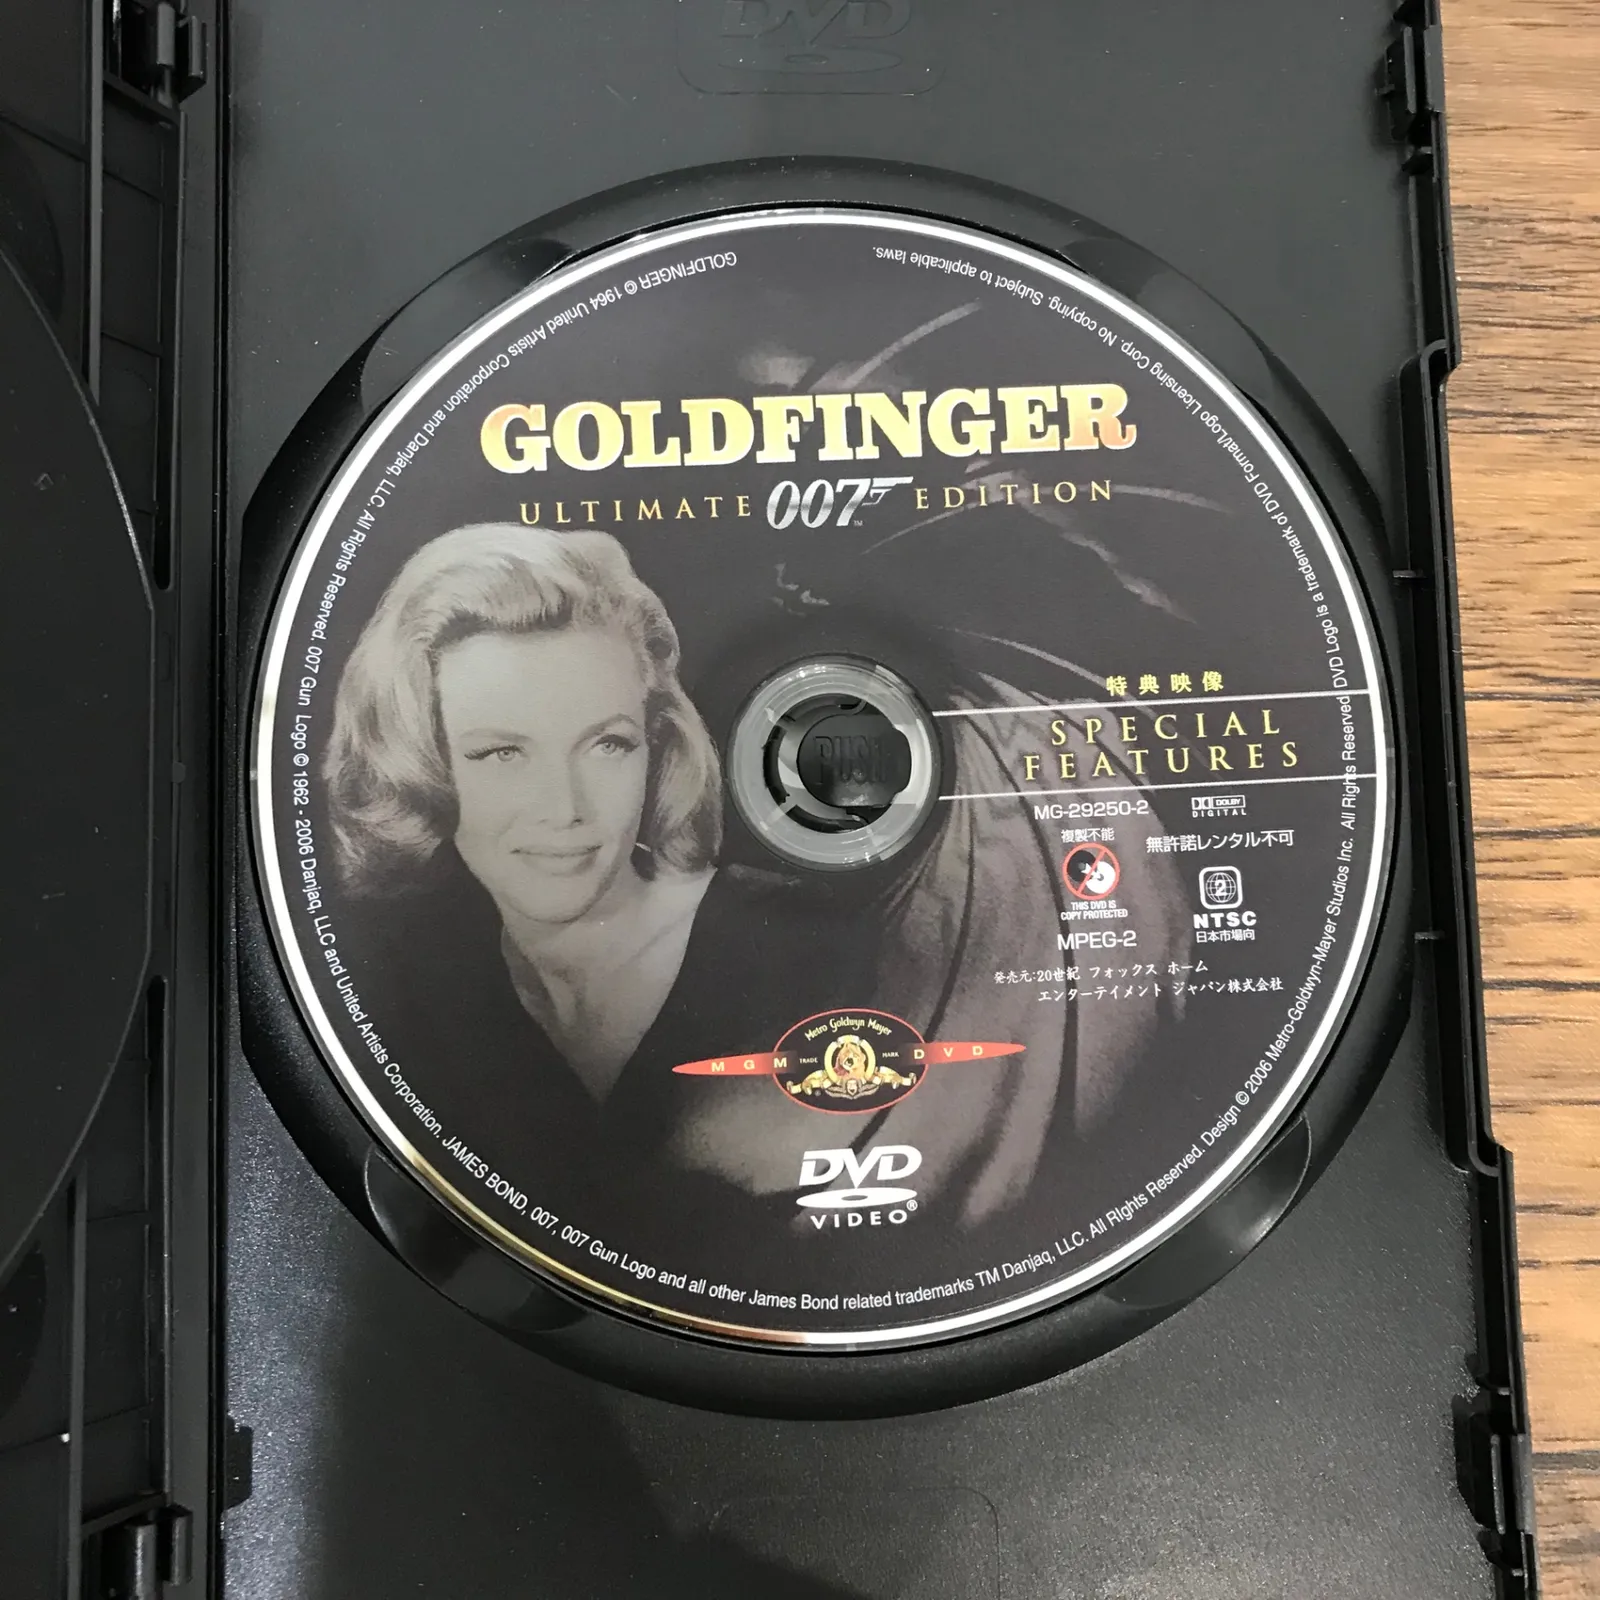 DVD
GOLDFINGER
ULTIMATE 007 EDITION
TM
特典映像
SPECIAL
FEATURES
PUSH
MG-29250-2
DOLBY
DIGITAL
複製不能
無許諾レンタル不可
THIS DVD IS
COPY PROTECTED
2
NTSC
日本市場向
MPEG-2
発売元:20世紀 フォックス ホーム
エンターテイメント ジャパン株式会社
Metro Goldwyn Mayer
MGM TRADE MARK DVD
DVD
VIDEO®
GOLDFINGER © 1964 United Artists Corporation and Danjaq, LLC. All Rights Reserved. 007 Gun Logo © 1962 - 2006 Danjaq, LLC and United Artists Corporation. JAMES BOND, 007, 007 Gun Logo and all other James Bond related trademarks TM Danjaq, LLC. All Rights Reserved. Design © 2006 Metro-Goldwyn-Mayer Studios Inc. All Rights Reserved DVD Logo is a trademark of DVD Format/Logo Licensing Corp. No copying. Subject to applicable laws.